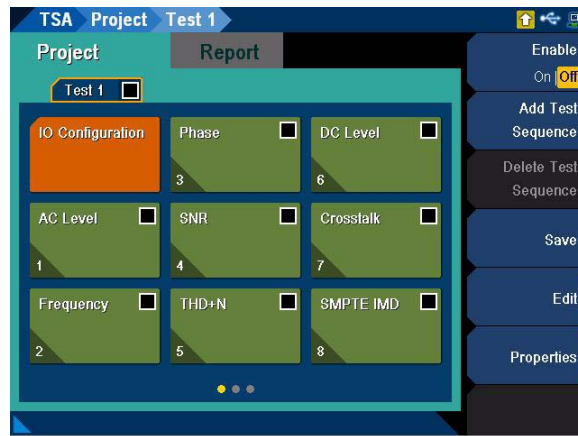 TSA Project Test 1
Project Report
Test 1
IO Configuration
Phase
3
DC Level
6
AC Level
1
SNR
4
Crosstalk
7
Frequency
2
THD+N
5
SMPTE IMD
8
Enable
On | Off
Add Test
Sequence
Delete Test
Sequence
Save
Edit
Properties